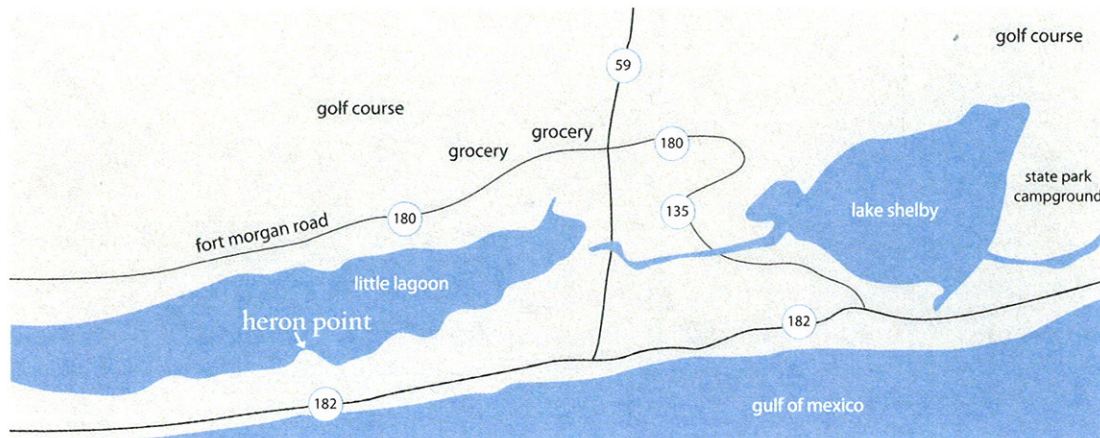 golf course
59
golf course
grocery
grocery
180
state park
campground
180
135
lake shelby
fort morgan road
little lagoon
heron point
182
182
gulf of mexico